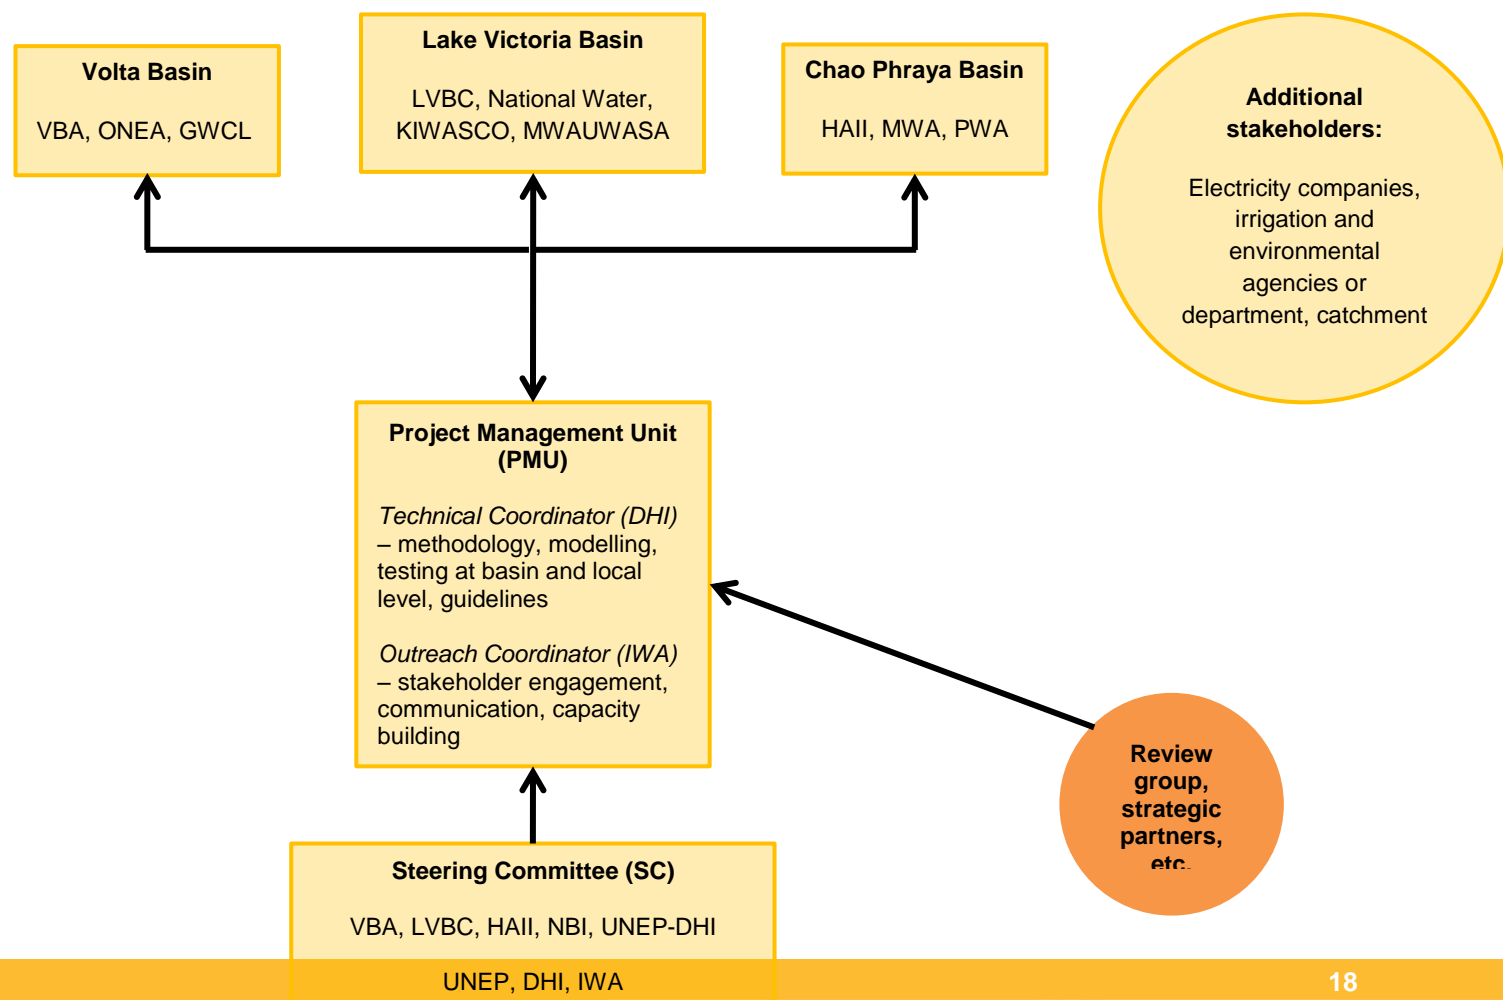 Volta Basin
VBA, ONEA, GWCL
Lake Victoria Basin
LVBC, National Water,
KIWASCO, MWAUWASA
Chao Phraya Basin
HAII, MWA, PWA
Additional
stakeholders:
Electricity companies,
irrigation and
environmental
agencies or
department, catchment
Project Management Unit
(PMU)
Technical Coordinator (DHI)
– methodology, modelling,
testing at basin and local
level, guidelines
Outreach Coordinator (IWA)
– stakeholder engagement,
communication, capacity
building
Review
group,
strategic
partners,
etc.
Steering Committee (SC)
VBA, LVBC, HAII, NBI, UNEP-DHI
UNEP, DHI, IWA
18